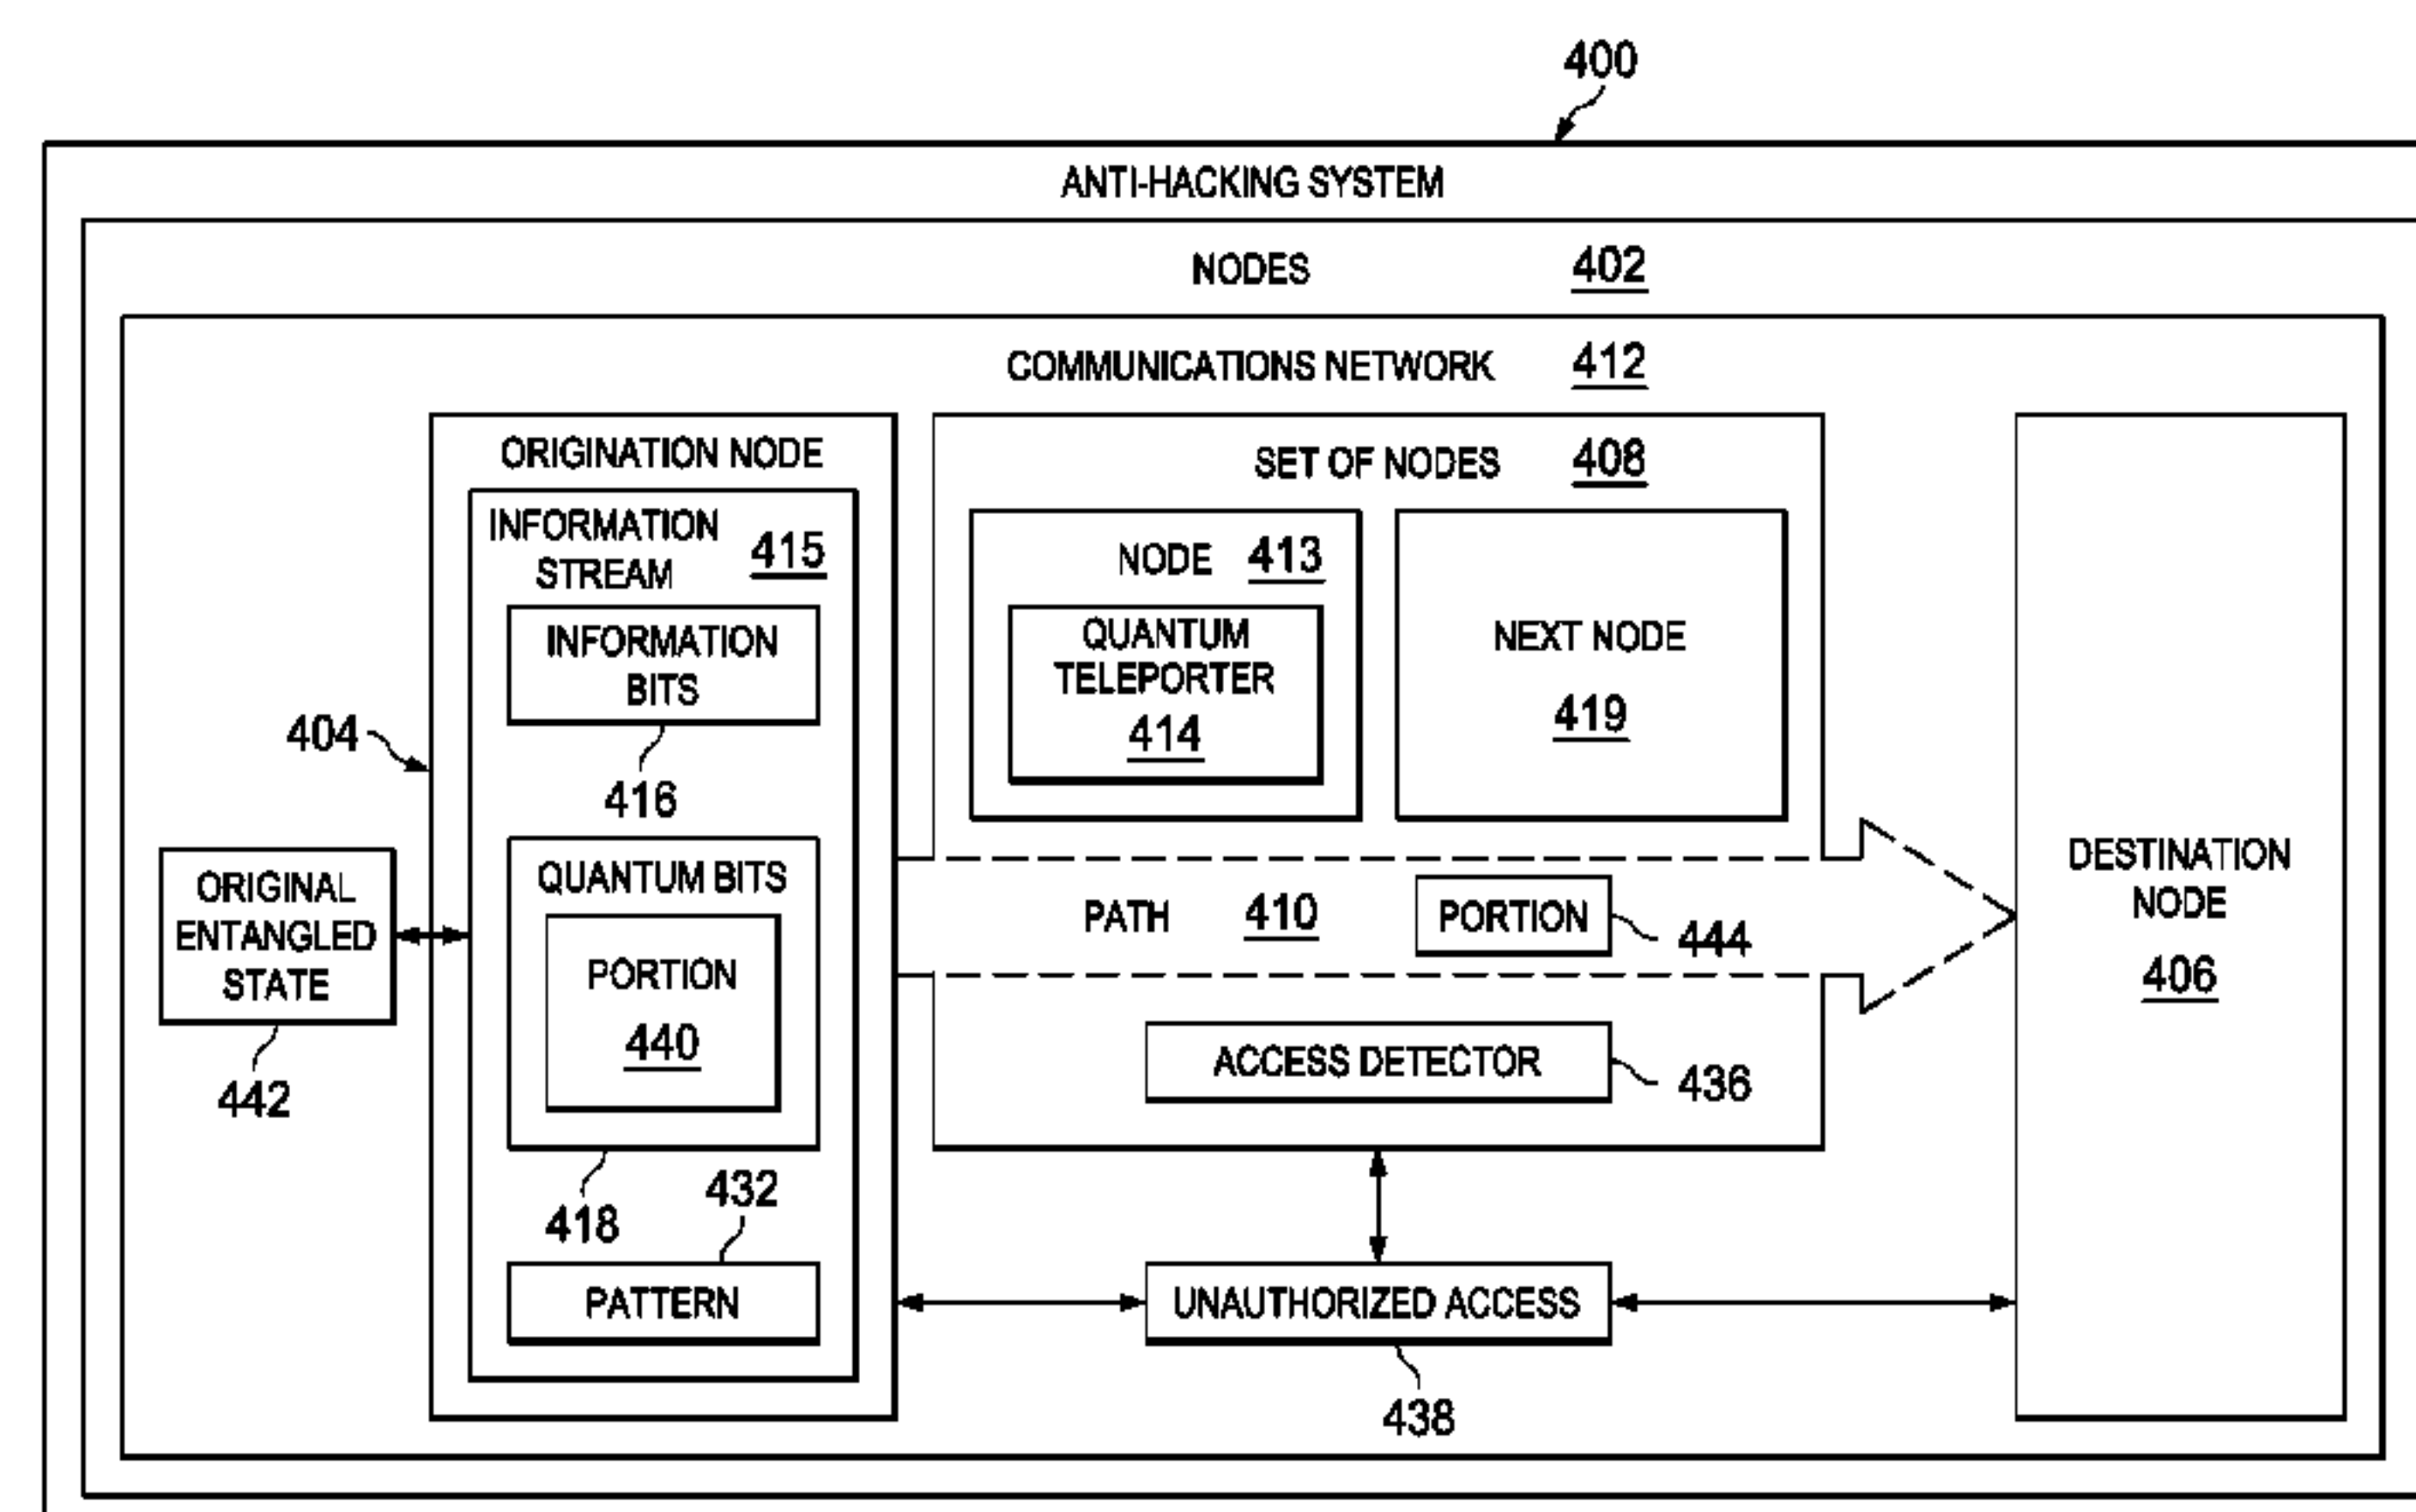 400
ANTI-HACKING SYSTEM
NODES 402
COMMUNICATIONS NETWORK 412
ORIGINATION NODE
INFORMATION
STREAM 415
INFORMATION
BITS
416
404
QUANTUM BITS
PORTION
440
418
432
PATTERN
ORIGINAL
ENTANGLED
STATE
442
SET OF NODES 408
NODE 413
QUANTUM
TELEPORTER
414
NEXT NODE
419
PATH 410
PORTION
444
ACCESS DETECTOR
436
UNAUTHORIZED ACCESS
438
DESTINATION
NODE
406